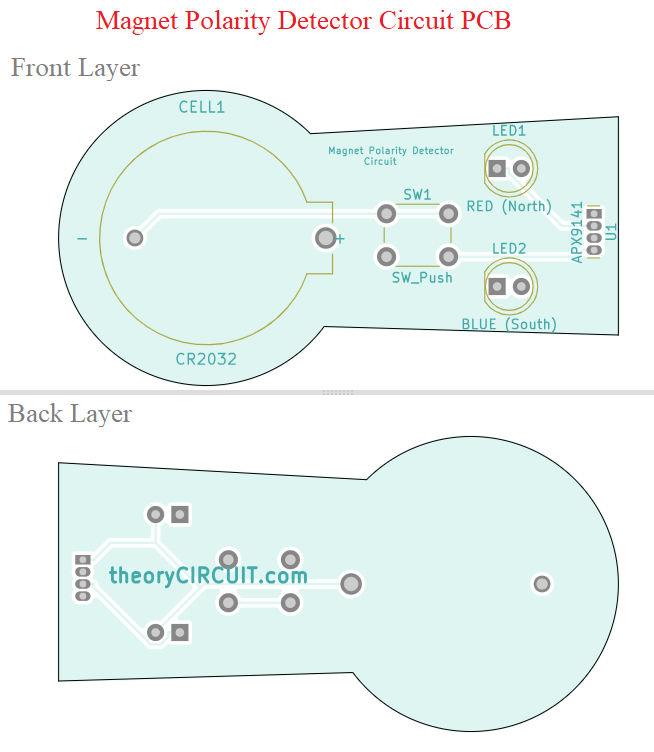 Magnet Polarity Detector Circuit PCB
Front Layer
CELL1
LED1
Magnet Polarity Detector
Circuit
SW1
RED (North)
APX9141
U1
-
+
LED2
SW_Push
BLUE (South)
CR2032
Back Layer
theoryCIRCUIT.com